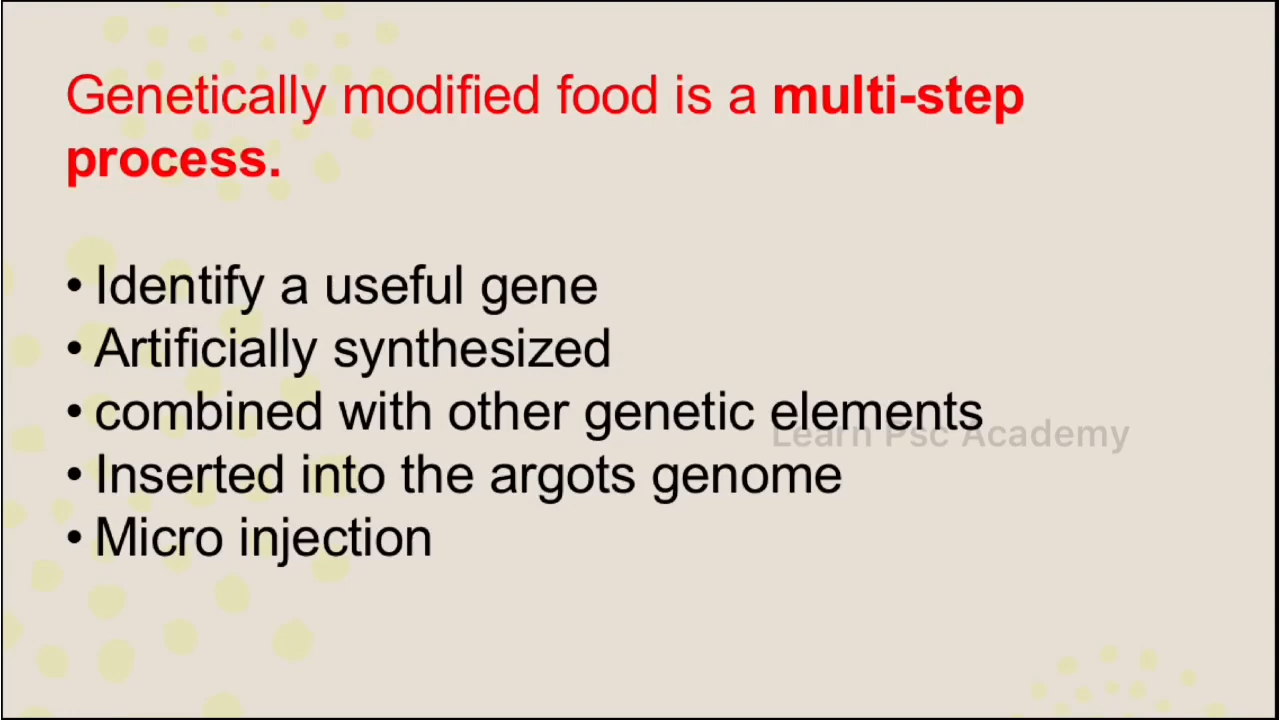 Genetically modified food is a multi-step
process.
• Identify a useful gene
• Artificially synthesized
• combined with other genetic elements
Learn Psc Academy
• Inserted into the argots genome
• Micro injection